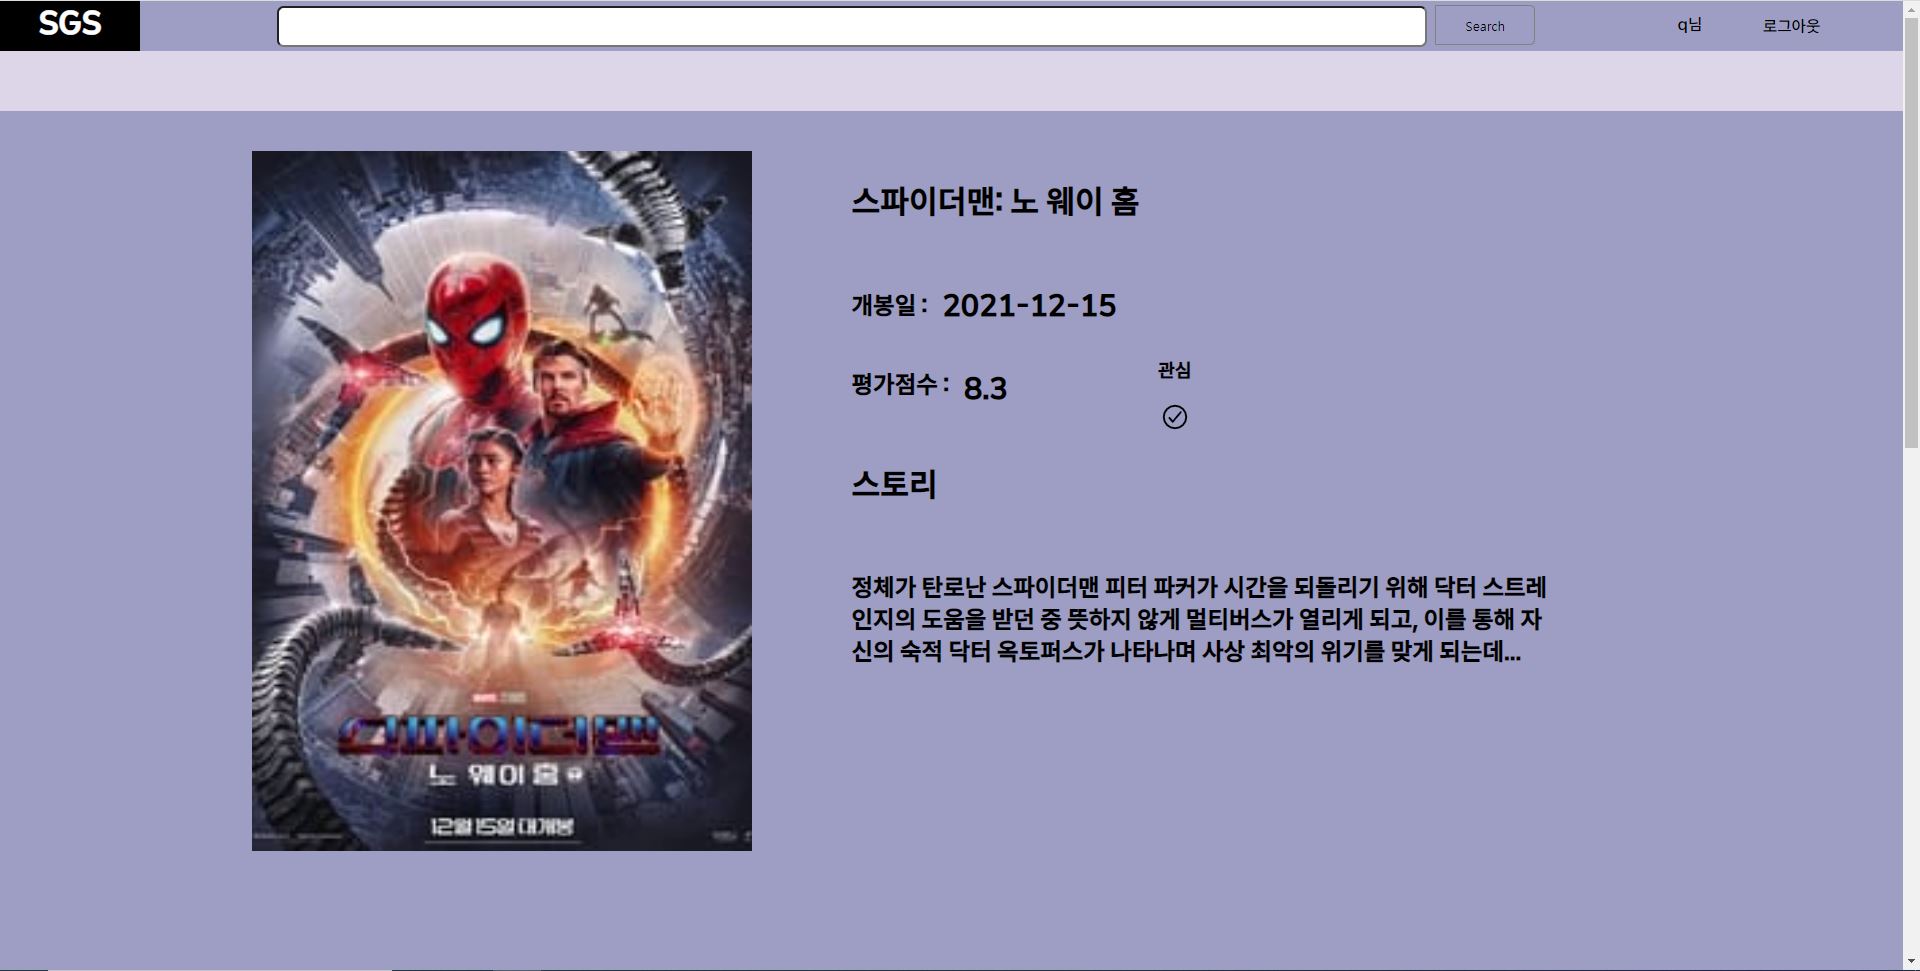 SGS
Search
q님
로그아웃
스파이더맨: 노 웨이 홈
개봉일 : 2021-12-15
평가점수 : 8.3
관심
스토리
정체가 탄로난 스파이더맨 피터 파커가 시간을 되돌리기 위해 닥터 스트레
인지의 도움을 받던 중 뜻하지 않게 멀티버스가 열리게 되고, 이를 통해 자
신의 숙적 닥터 옥토퍼스가 나타나며 사상 최악의 위기를 맞게 되는데...
스파이더맨
노 웨이 홈
12월 15일 대개봉